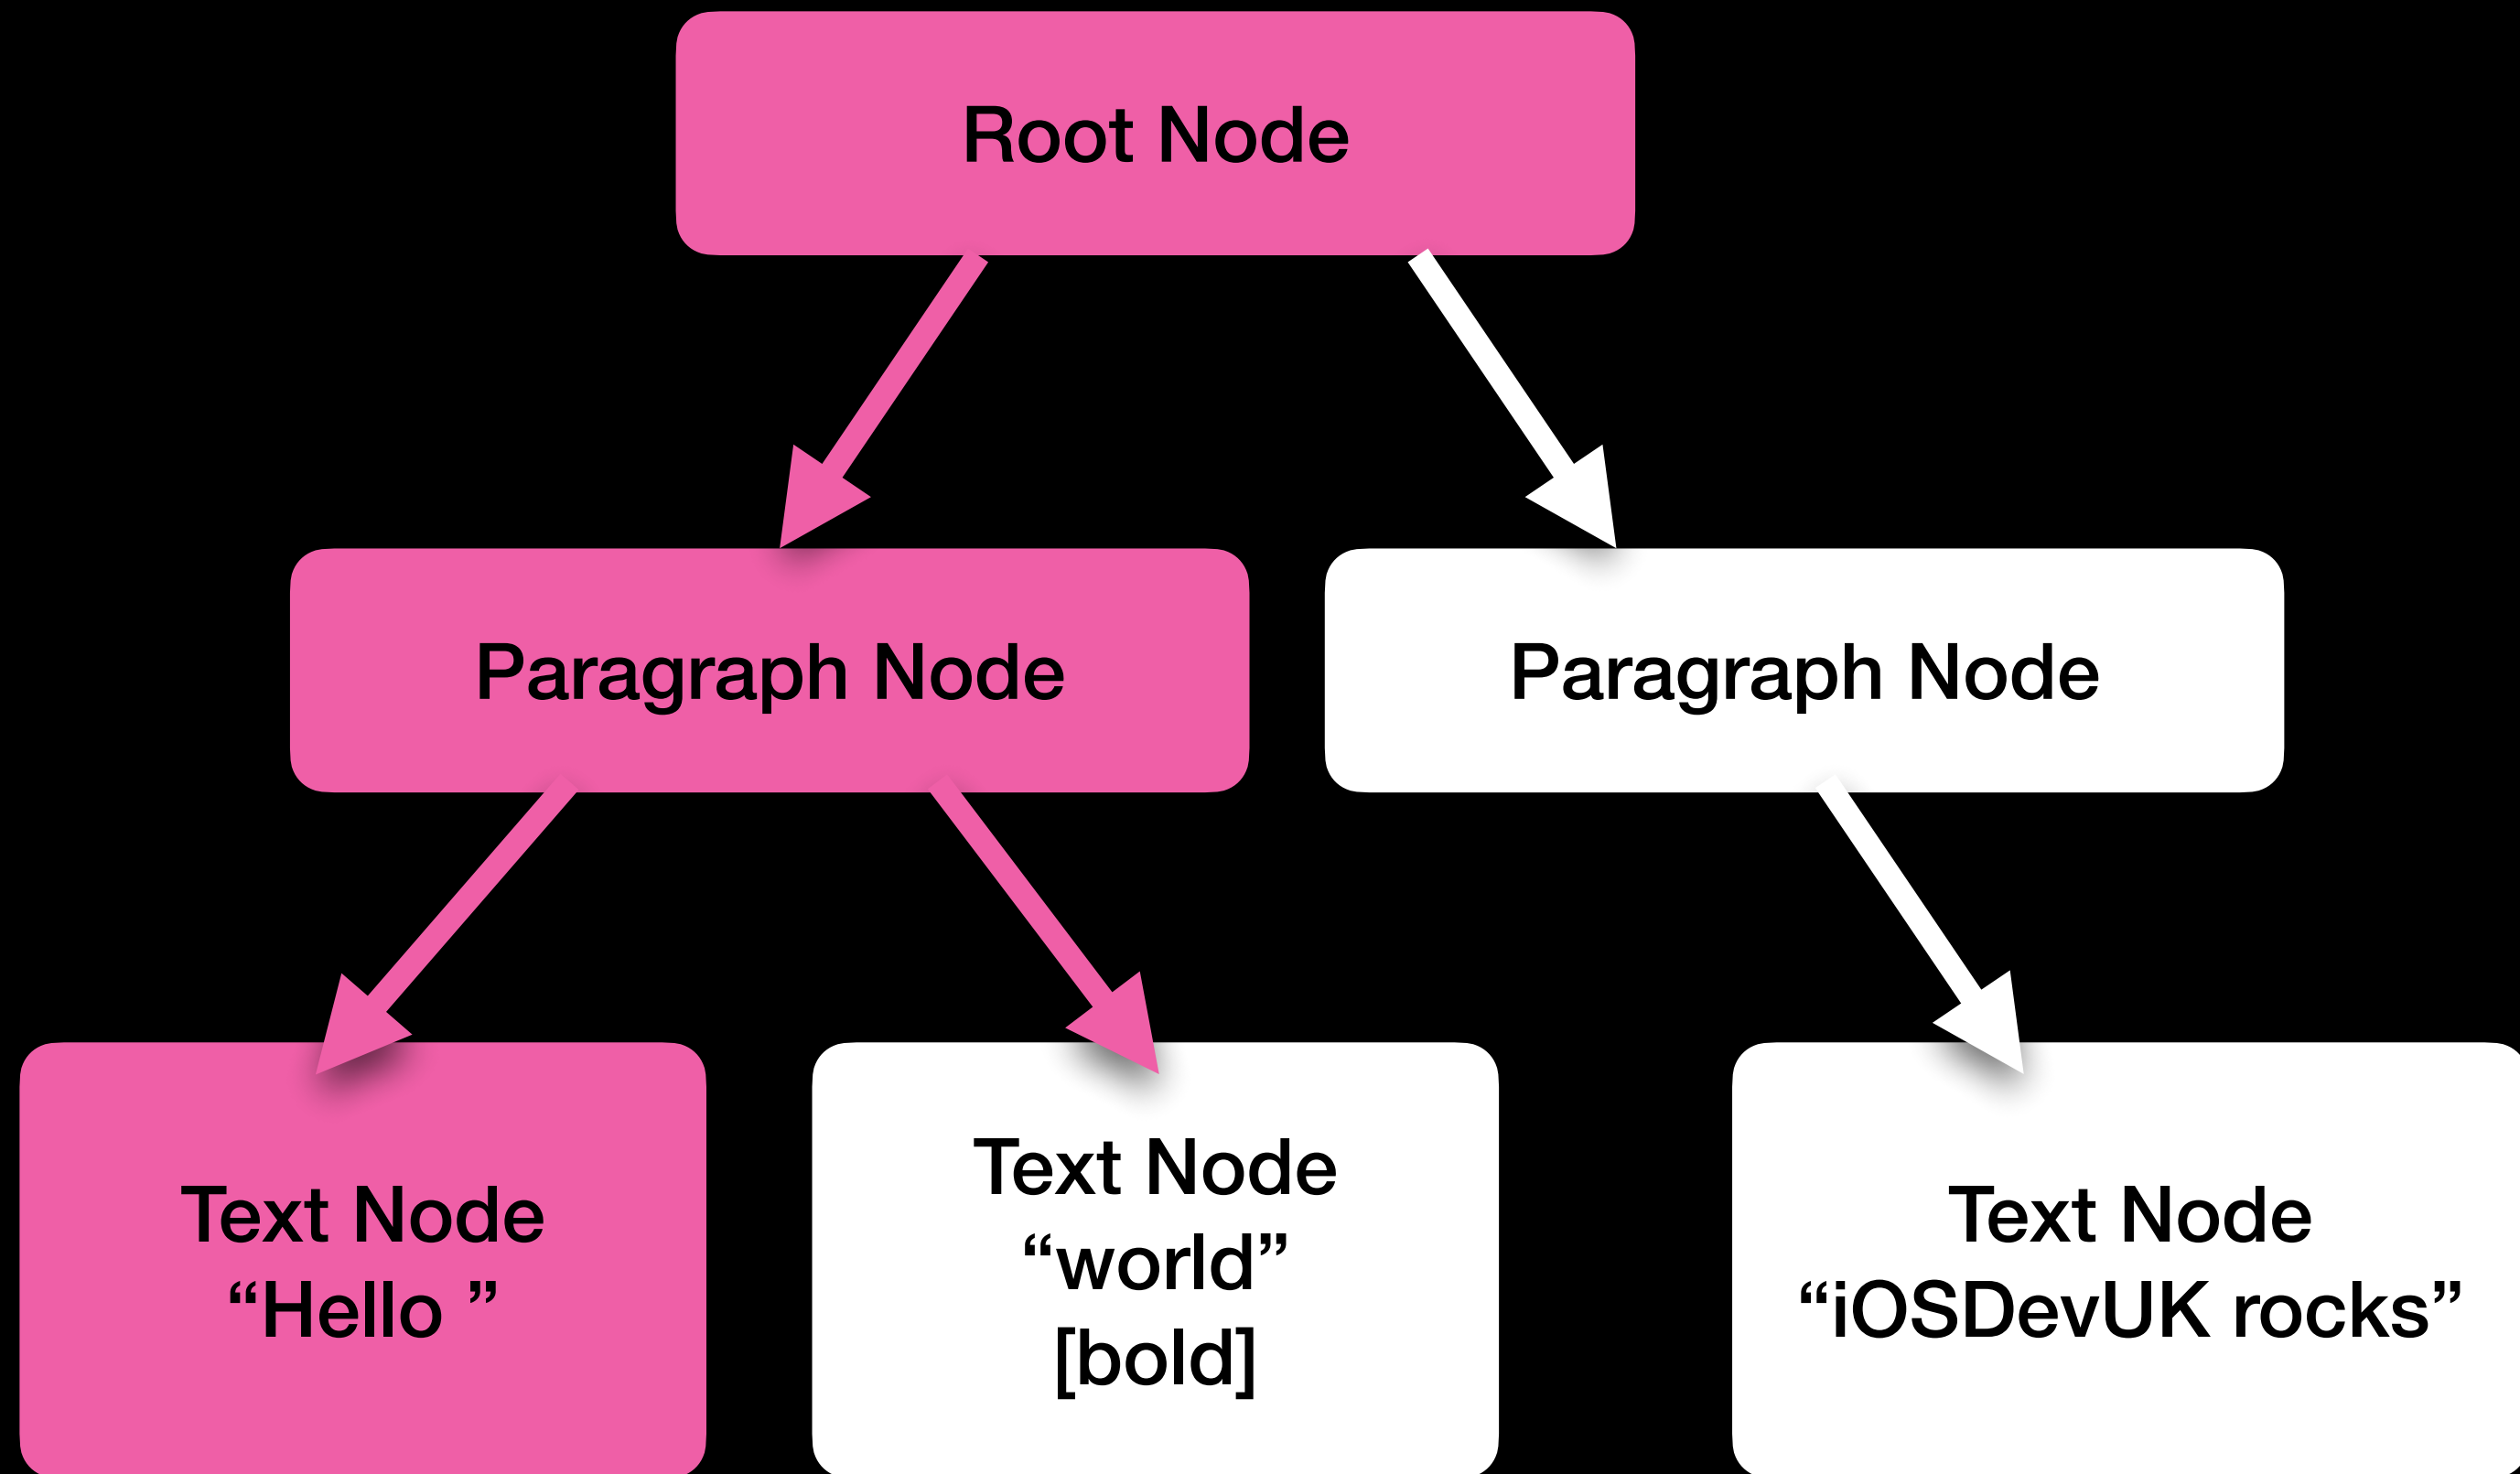 Root Node
Paragraph Node
Paragraph Node
Text Node
“Hello ”
Text Node
“world”
[bold]
Text Node
“iOSDevUK rocks”